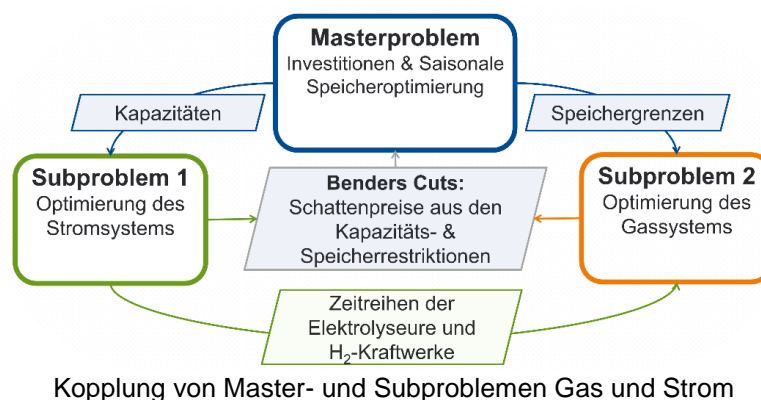 Masterproblem
Investitionen & Saisonale
Speicheroptimierung
Kapazitäten
Speichergrenzen
Subproblem 1
Optimierung des
Stromsystems
Benders Cuts:
Schattenpreise aus den
Kapazitäts- &
Speicherrestriktionen
Subproblem 2
Optimierung des
Gassystems
Zeitreihen der
Elektrolyseure und
H₂-Kraftwerke
Kopplung von Master- und Subproblemen Gas und Strom